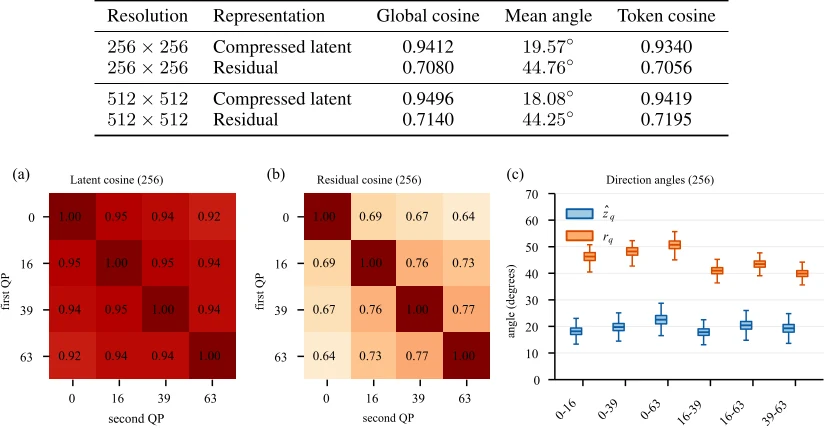 Resolution Representation Global cosine Mean angle Token cosine
256 × 256 Compressed latent 0.9412 19.57° 0.9340
256 × 256 Residual 0.7080 44.76° 0.7056
512 × 512 Compressed latent 0.9496 18.08° 0.9419
512 × 512 Residual 0.7140 44.25° 0.7195
(a) Latent cosine (256)
first QP
0 1.00 0.95 0.94 0.92
16 0.95 1.00 0.95 0.94
39 0.94 0.95 1.00 0.94
63 0.92 0.94 0.94 1.00
0 16 39 63
second QP
(b) Residual cosine (256)
first QP
0 1.00 0.69 0.67 0.64
16 0.69 1.00 0.76 0.73
39 0.67 0.76 1.00 0.77
63 0.64 0.73 0.77 1.00
0 16 39 63
second QP
(c) Direction angles (256)
angle (degrees)
70
60
50
40
30
20
10
0
ẑ_q
r_q
0-16 0-39 0-63 16-39 16-63 39-63